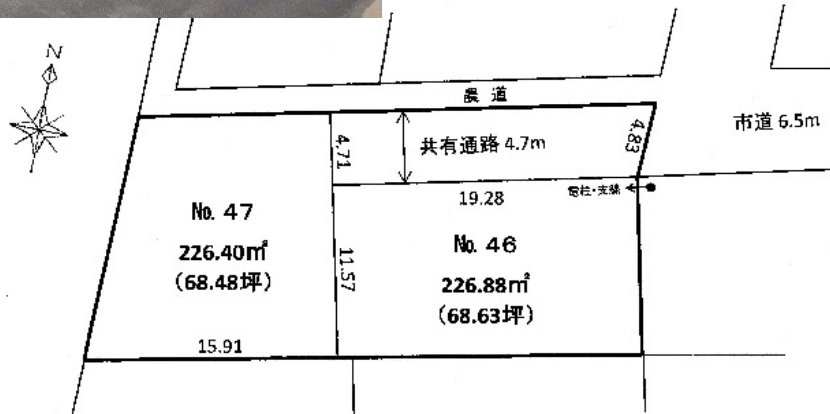 N
農道
市道 6.5m
4.71
共有通路 4.7m
4.83
19.28
電柱・支線
No. 47
226.40㎡
(68.48坪)
11.57
No. 46
226.88㎡
(68.63坪)
15.91